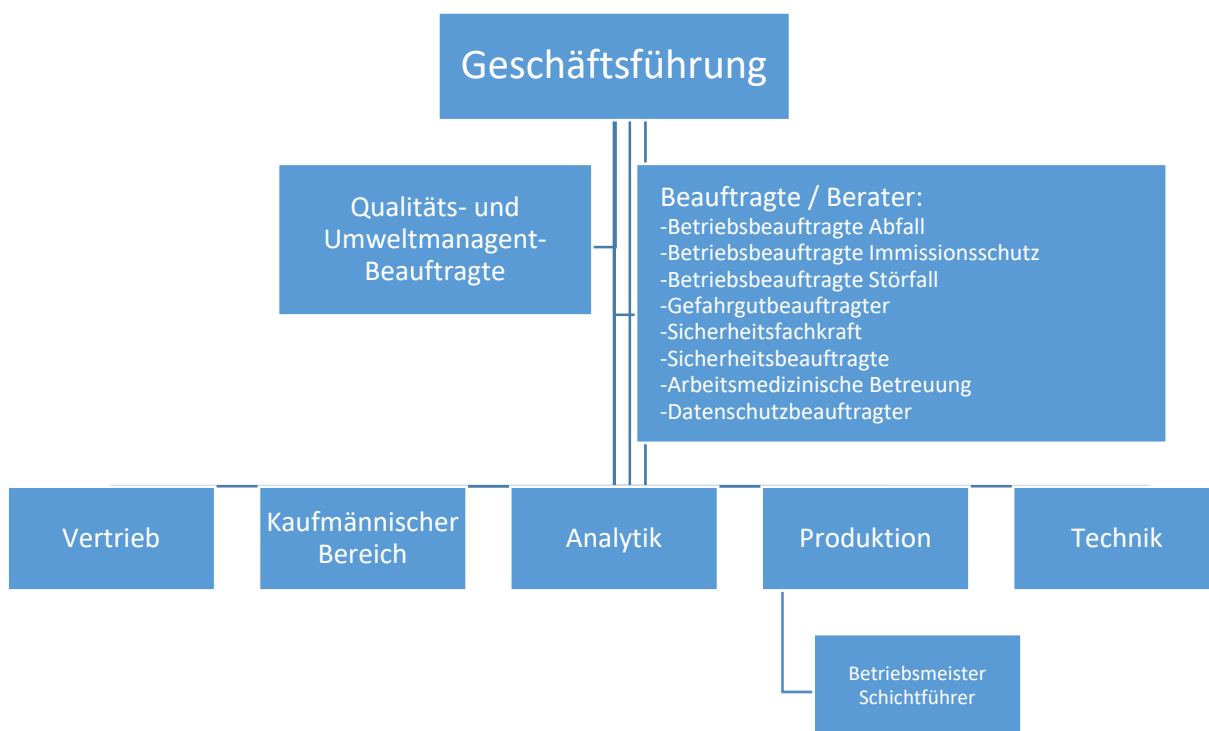 Geschäftsführung
Qualitäts- und
Umweltmanagent-
Beauftragte
Beauftragte / Berater:
-Betriebsbeauftragte Abfall
-Betriebsbeauftragte Immissionsschutz
-Betriebsbeauftragte Störfall
-Gefahrgutbeauftragter
-Sicherheitsfachkraft
-Sicherheitsbeauftragte
-Arbeitsmedizinische Betreuung
-Datenschutzbeauftragter
Vertrieb
Kaufmännischer
Bereich
Analytik
Produktion
Technik
Betriebsmeister
Schichtführer